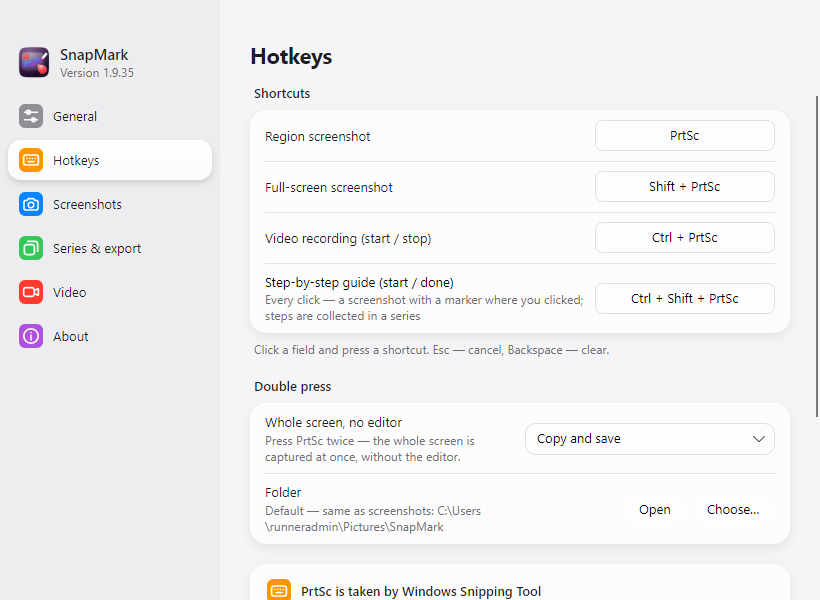 SnapMark
Version 1.9.35
General
Hotkeys
Screenshots
Series & export
Video
About
Hotkeys
Shortcuts
Region screenshot
PrtSc
Full-screen screenshot
Shift + PrtSc
Video recording (start / stop)
Ctrl + PrtSc
Step-by-step guide (start / done)
Every click — a screenshot with a marker where you clicked;
steps are collected in a series
Ctrl + Shift + PrtSc
Click a field and press a shortcut. Esc — cancel, Backspace — clear.
Double press
Whole screen, no editor
Press PrtSc twice — the whole screen is
captured at once, without the editor.
Copy and save
Folder
Default — same as screenshots: C:\Users
\runneradmin\Pictures\SnapMark
Open
Choose...
PrtSc is taken by Windows Snipping Tool